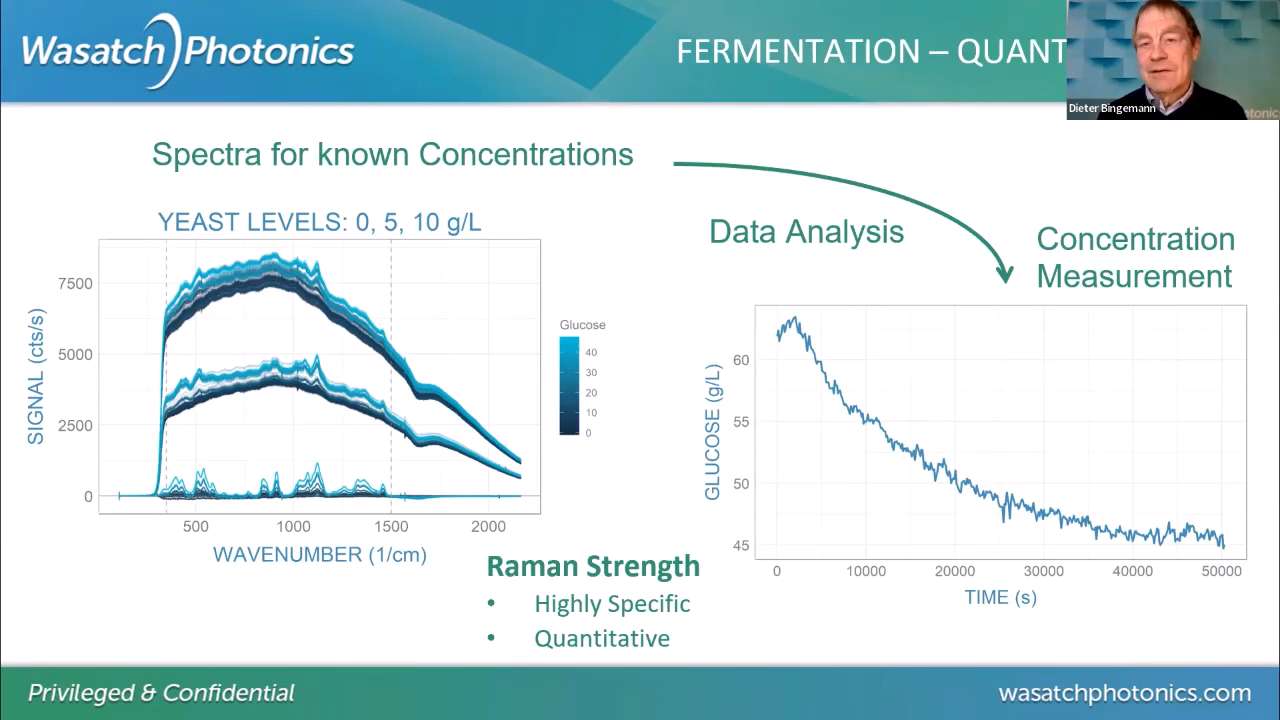 Wasatch Photonics
FERMENTATION – QUANT
Dieter Bingemann
Spectra for known Concentrations
Data Analysis
Concentration
Measurement
YEAST LEVELS: 0, 5, 10 g/L
SIGNAL (cts/s)
7500
5000
2500
0
500
1000
1500
2000
WAVENUMBER (1/cm)
Glucose
40
30
20
10
0
GLUCOSE (g/L)
60
55
50
45
0
10000
20000
30000
40000
50000
TIME (s)
Raman Strength
• Highly Specific
• Quantitative
Privileged & Confidential
wasatchphotonics.com